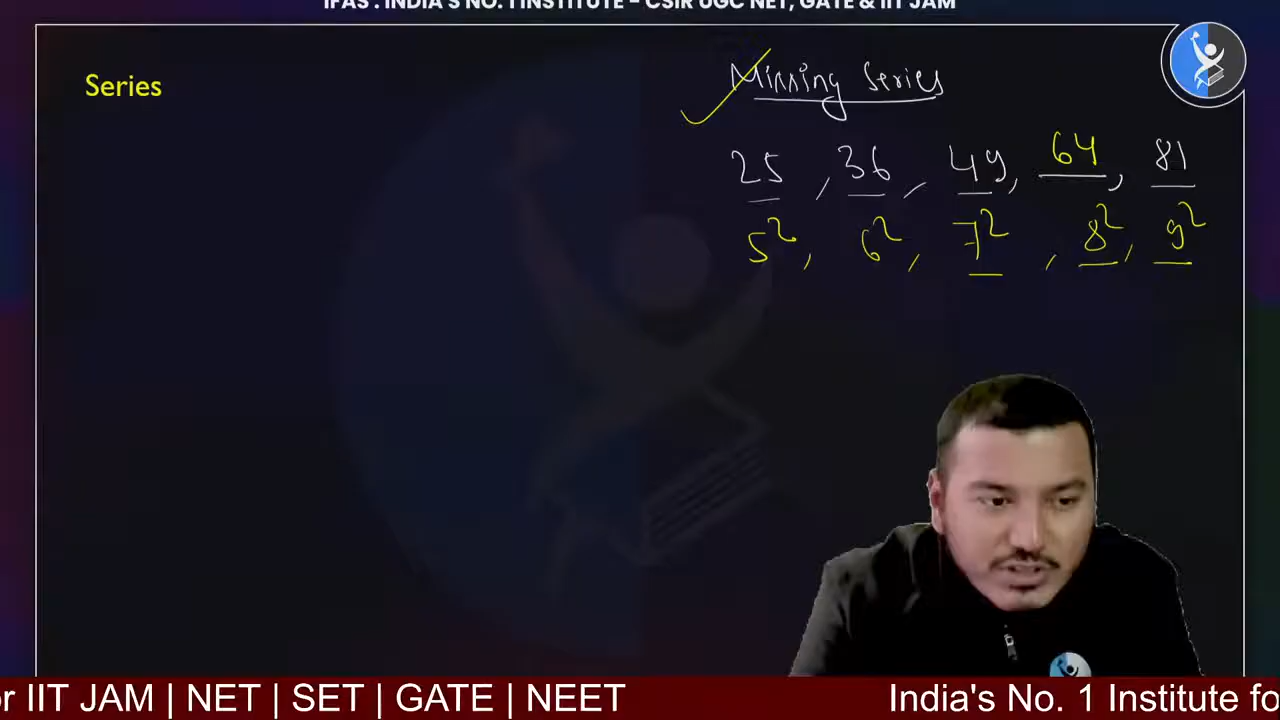 IFAS : INDIA'S NO. 1 INSTITUTE - CSIR UGC NET, GATE & IIT JAM
Series
Missing Series
25, 36, 49, 64, 81
5², 6², 7², 8², 9²
or IIT JAM | NET | SET | GATE | NEET India's No. 1 Institute fo